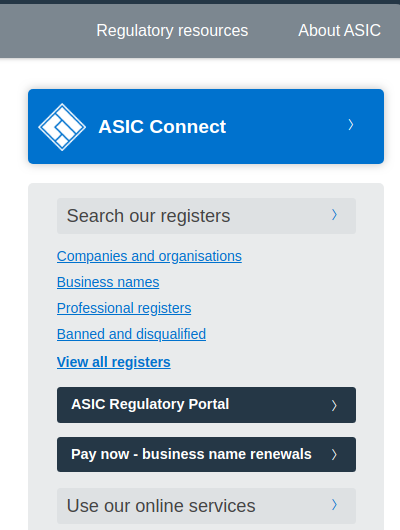 Regulatory resources About ASIC
ASIC Connect
Search our registers
Companies and organisations
Business names
Professional registers
Banned and disqualified
View all registers
ASIC Regulatory Portal
Pay now - business name renewals
Use our online services